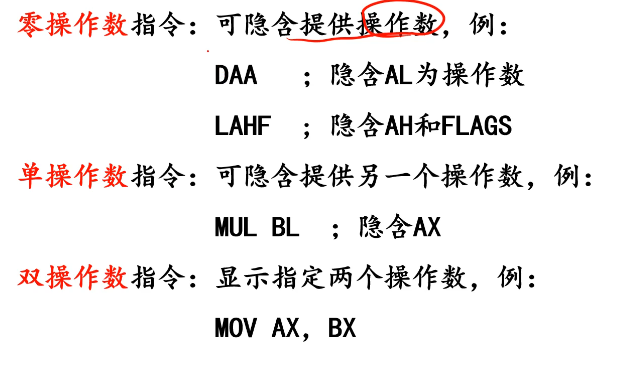 零操作数指令：可隐含提供操作数，例：
DAA ；隐含AL为操作数
LAHF ；隐含AH和FLAGS
单操作数指令：可隐含提供另一个操作数，例：
MUL BL ；隐含AX
双操作数指令：显示指定两个操作数，例：
MOV AX，BX